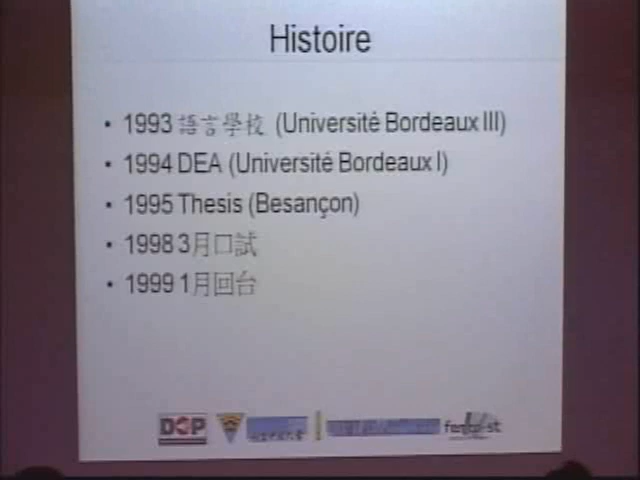 Histoire
• 1993 語言學校 (Université Bordeaux III)
• 1994 DEA (Université Bordeaux I)
• 1995 Thesis (Besançon)
• 1998 3月口試
• 1999 1月回台
DOP